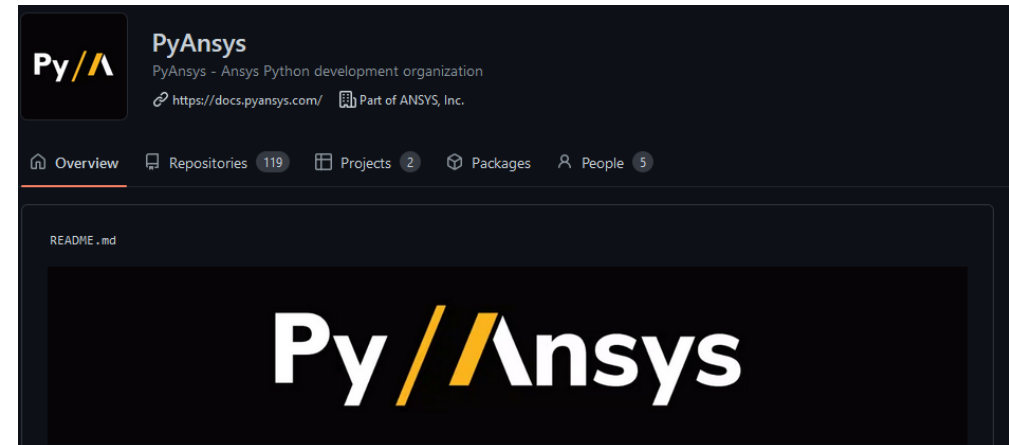 Py//A
PyAnsys
PyAnsys - Ansys Python development organization
https://docs.pyansys.com/ Part of ANSYS, Inc.
Overview Repositories 119 Projects 2 Packages People 5
README.md
Py//Ansys